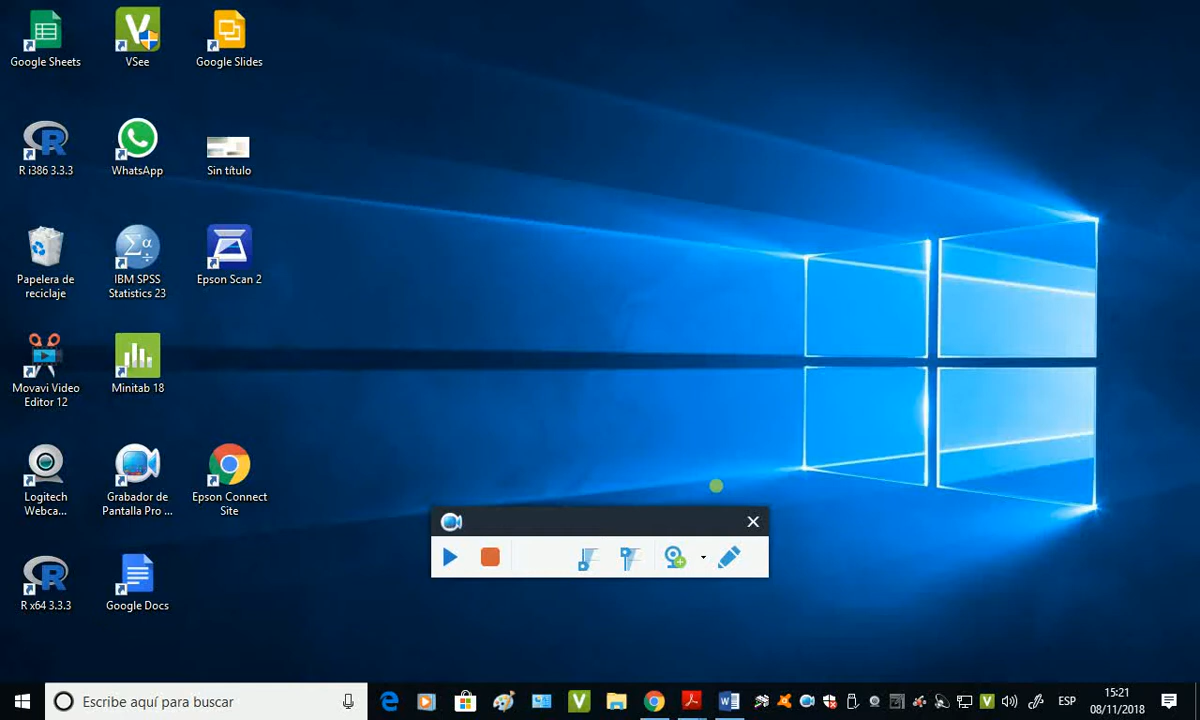 Google Sheets
VSee
Google Slides
R i386 3.3.3
WhatsApp
Sin título
Papelera de
reciclaje
IBM SPSS
Statistics 23
Epson Scan 2
Movavi Video
Editor 12
Minitab 18
Logitech
Webca...
Grabador de
Pantalla Pro ...
Epson Connect
Site
R x64 3.3.3
Google Docs
Escribe aquí para buscar
ESP
15:21
08/11/2018